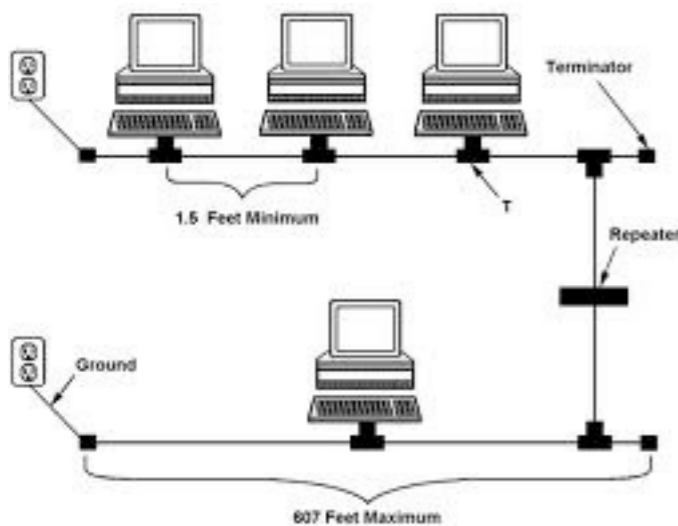 Terminator
1.5 Feet Minimum
T
Repeater
Ground
607 Feet Maximum